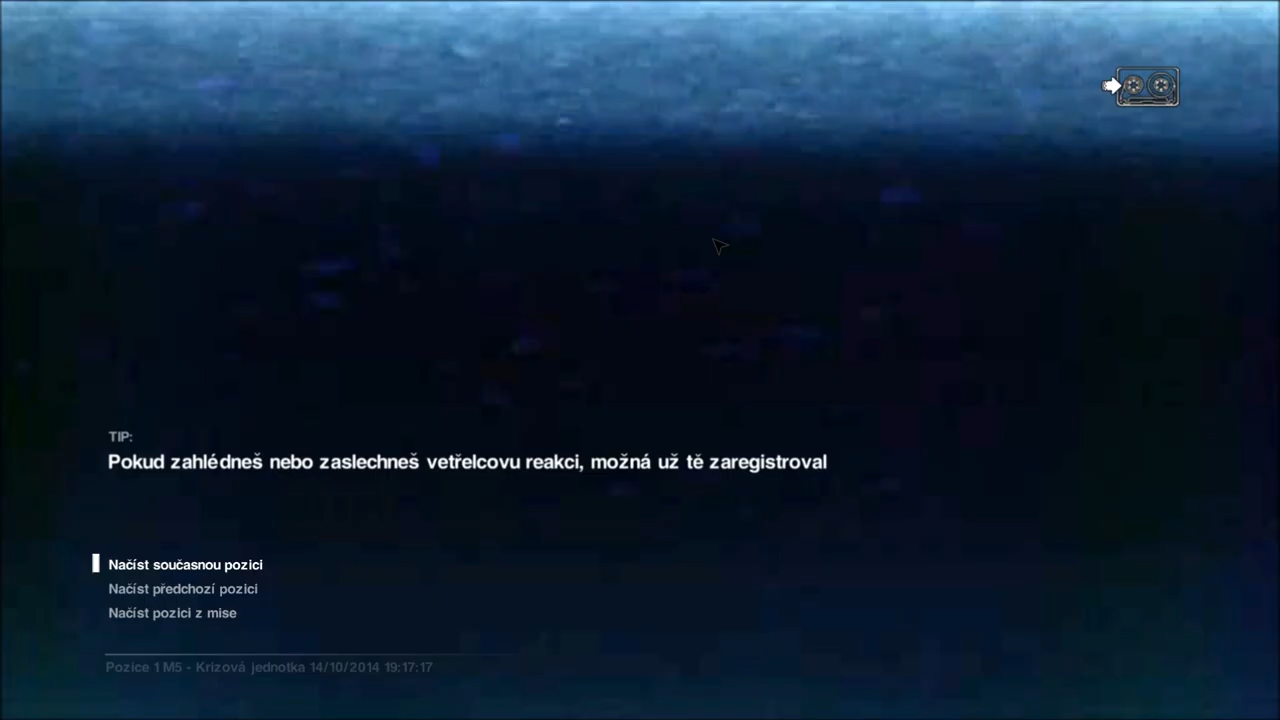 TIP:
Pokud zahlédneš nebo zaslechneš vetřelcovu reakci, možná už tě zaregistroval
Načíst současnou pozici
Načíst předchozí pozici
Načíst pozici z mise
Pozice 1 M5 - Krizová jednotka 14/10/2014 19:17:17